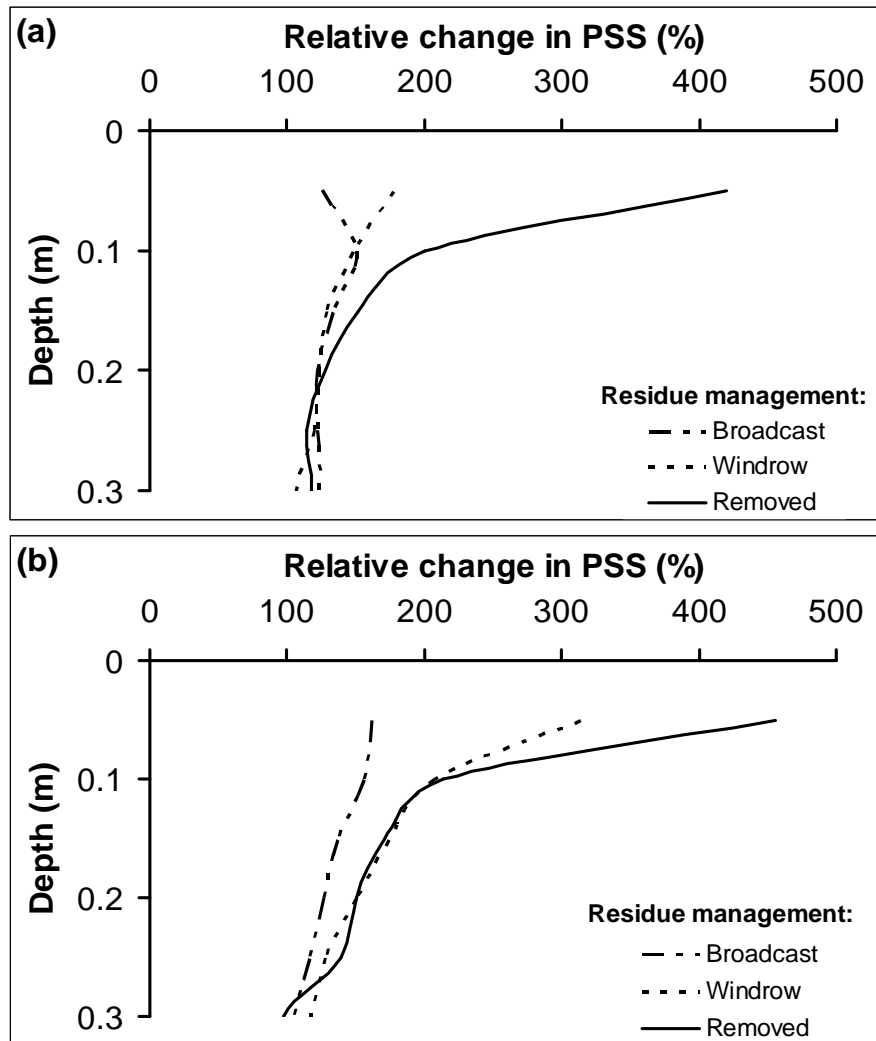 (a)
Relative change in PSS (%)
0 100 200 300 400 500
0
0.1
0.2
0.3
Depth (m)
Residue management:
Broadcast
Windrow
Removed
(b)
Relative change in PSS (%)
0 100 200 300 400 500
0
0.1
0.2
0.3
Depth (m)
Residue management:
Broadcast
Windrow
Removed